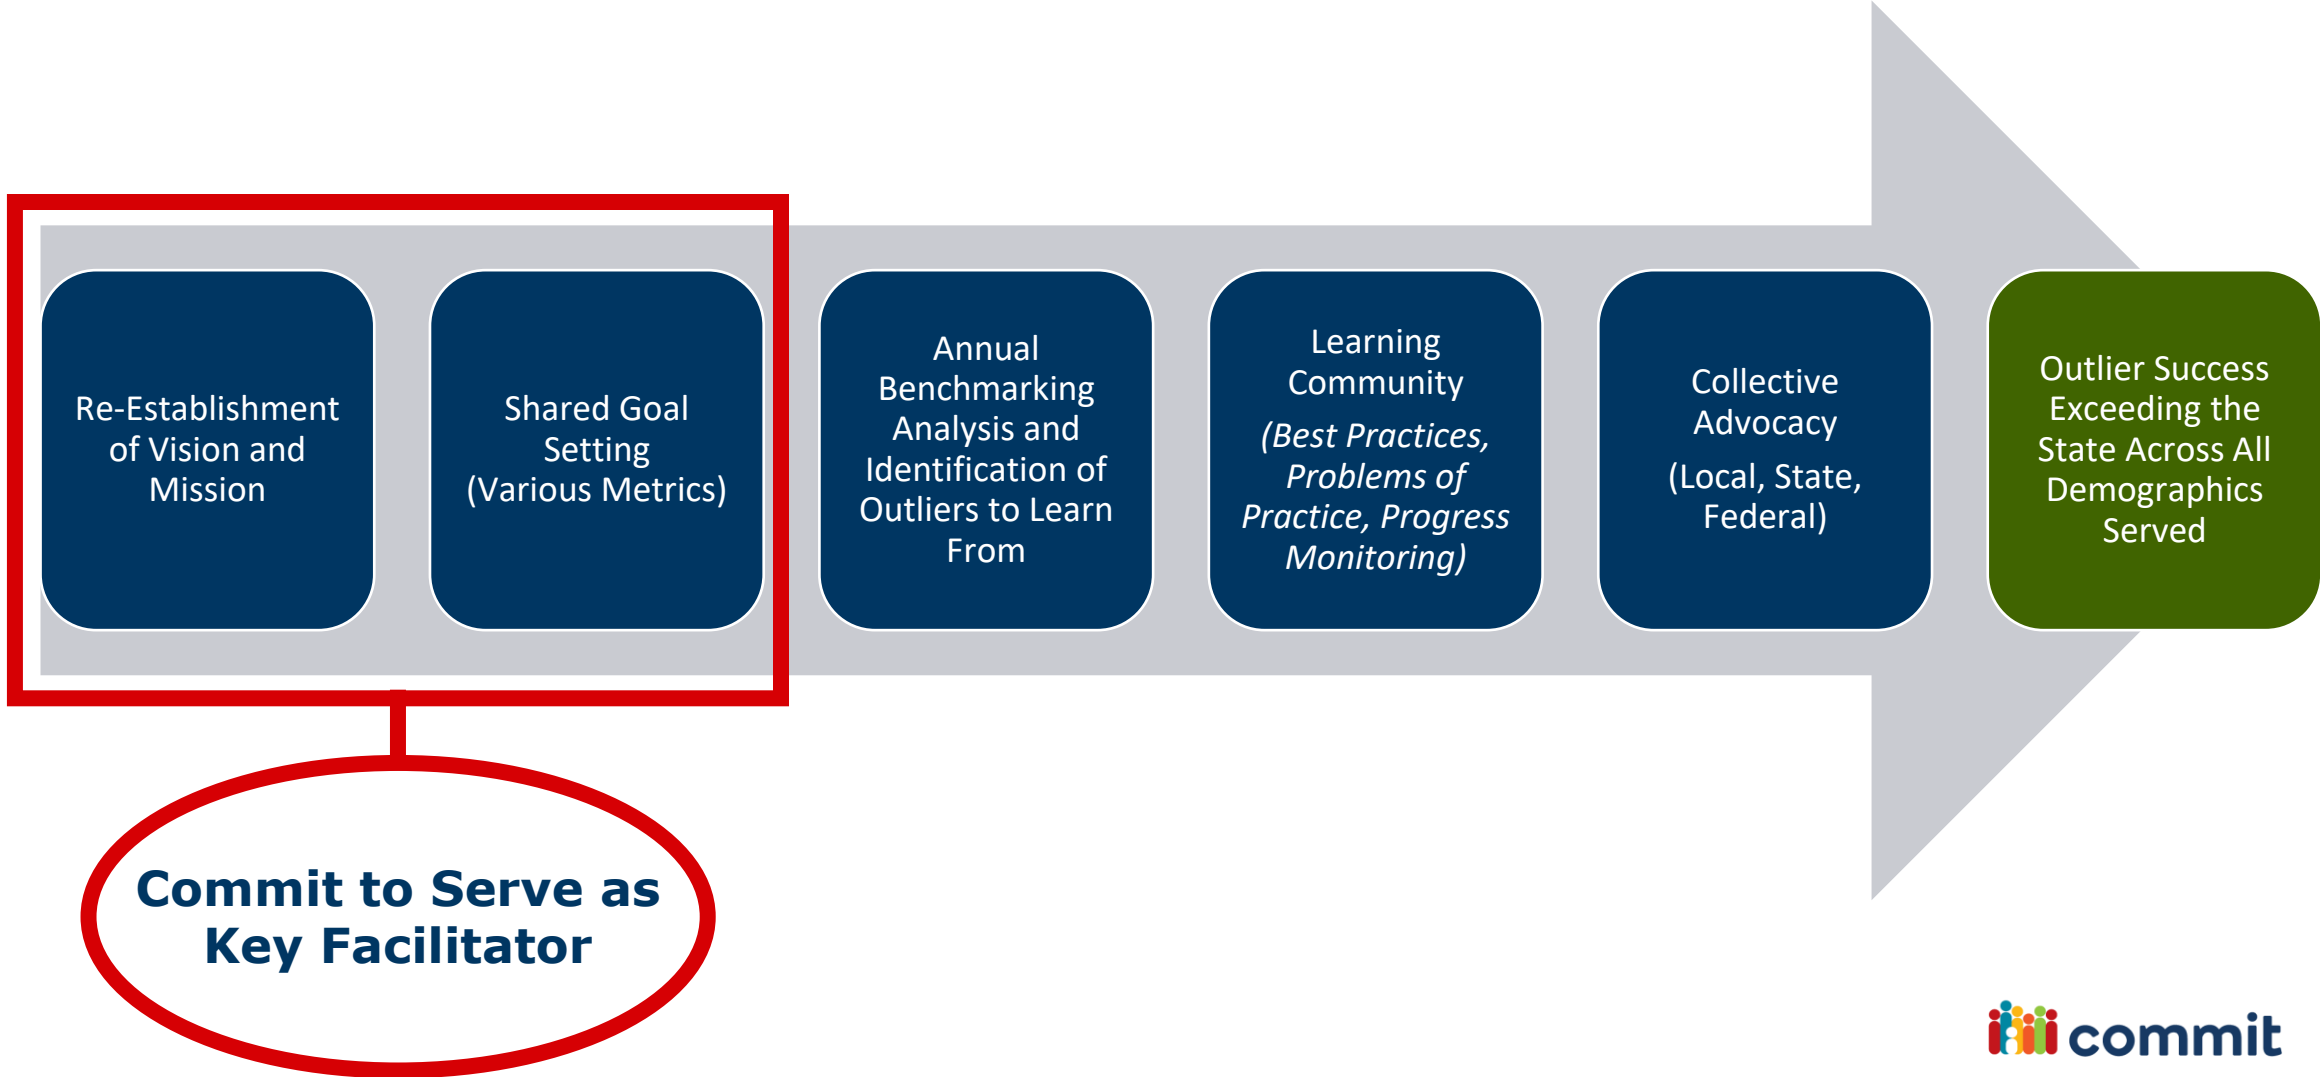 Re-Establishment
of Vision and
Mission
Shared Goal
Setting
(Various Metrics)
Annual
Benchmarking
Analysis and
Identification of
Outliers to Learn
From
Learning
Community
(Best Practices,
Problems of
Practice, Progress
Monitoring)
Collective
Advocacy
(Local, State,
Federal)
Outlier Success
Exceeding the
State Across All
Demographics
Served
Commit to Serve as
Key Facilitator
commit